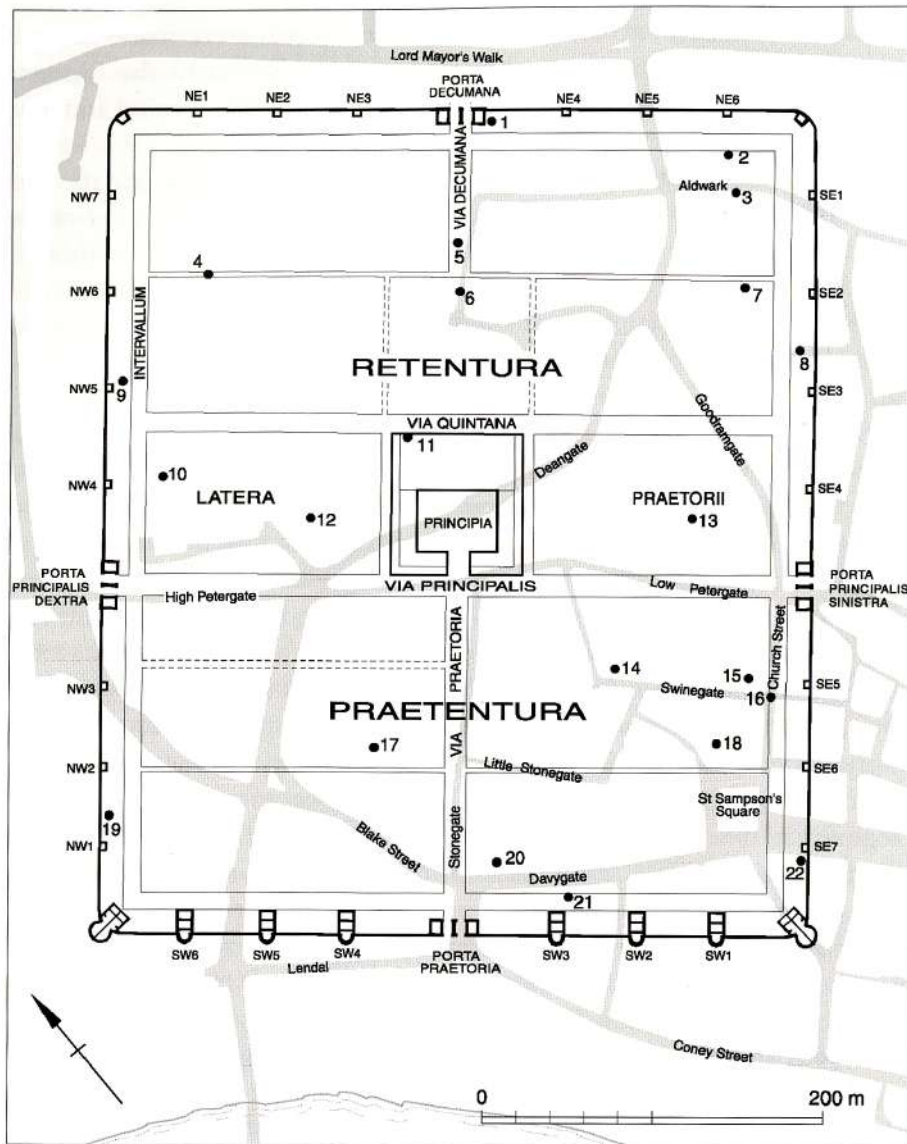 Lord Mayor's Walk
PORTA
DECUMANA
NE1
NE2
NE3
NE4
NE5
NE6
1
2
Aldwark
3
VIA DECUMANA
NW7
SE1
5
4
NW6
6
7
SE2
INTERVALLUM
8
RETENTURA
9
NW5
SE3
Goodramgate
VIA QUINTANA
11
Deangate
10
NW4
LATERA
PRAETORII
SE4
12
PRINCIPIA
13
PORTA
PRINCIPALIS
DEXTRA
VIA PRINCIPALIS
High Petergate
Low Petergate
PORTA
PRINCIPALIS
SINISTRA
Church Street
14
15
NW3
Swinegate
16
SE5
VIA PRAETORIA
PRAETENTURA
17
18
NW2
Little Stonegate
SE6
St Sampson's
Square
19
NW1
Blake Street
Stonegate
SE7
20
Davygate
22
21
SW6
SW5
SW4
PORTA
PRAETORIA
SW3
SW2
SW1
Lendal
Coney Street
0
200 m